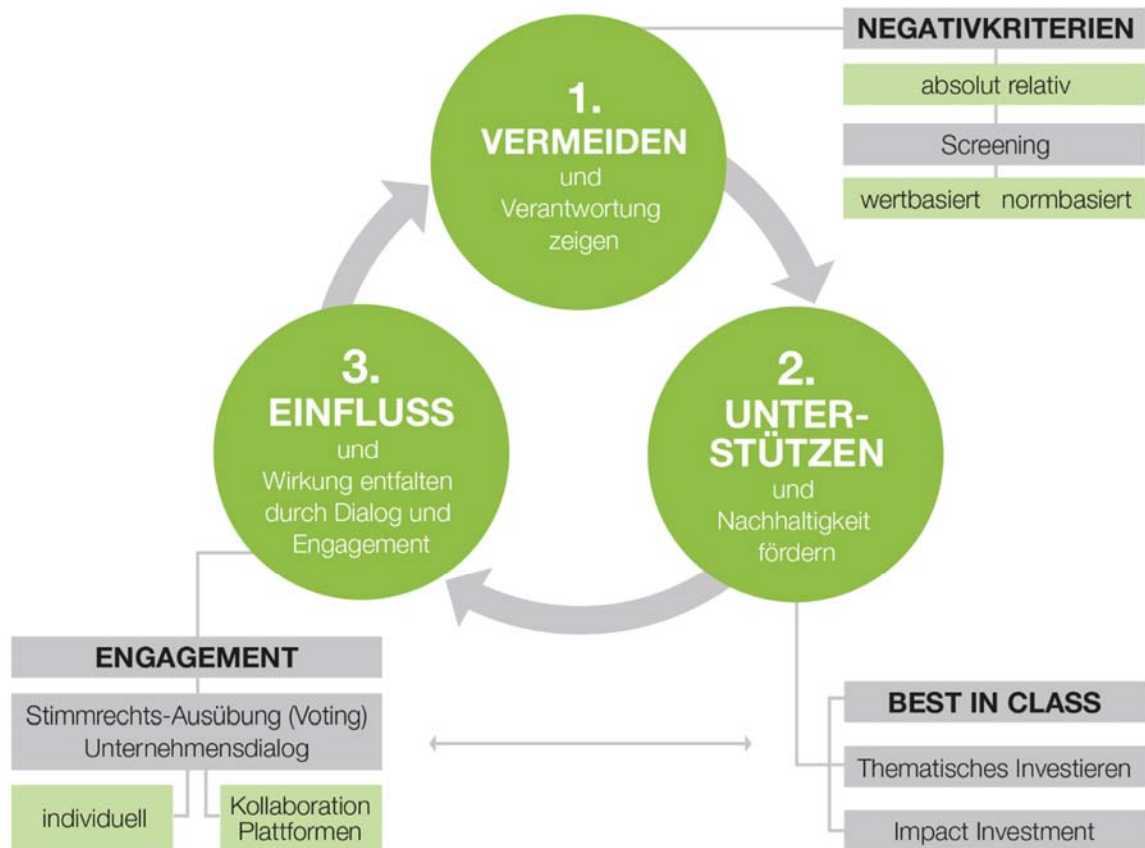 1.
VERMEIDEN
und
Verantwortung
zeigen
NEGATIVKRITERIEN
absolut relativ
Screening
wertbasiert normbasiert
2.
UNTER-
STÜTZEN
und
Nachhaltigkeit
fördern
BEST IN CLASS
Thematisches Investieren
Impact Investment
3.
EINFLUSS
und
Wirkung entfalten
durch Dialog und
Engagement
ENGAGEMENT
Stimmrechts-Ausübung (Voting)
Unternehmensdialog
individuell
Kollaboration
Plattformen